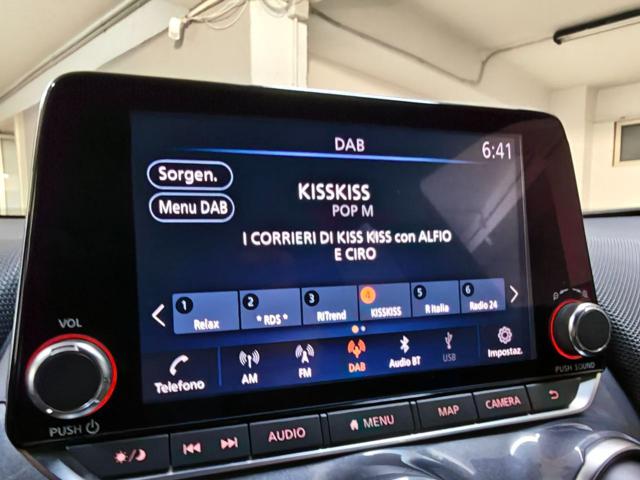 DAB
6:41
Sorgen.
Menu DAB
KISSKISS
POP M
I CORRIERI DI KISS KISS con ALFIO
E CIRO
1 2 3 4 5 6
Relax * RDS * RITrend KISSKISS R Italia Radio 24
Telefono AM FM DAB Audio BT USB Impostaz.
VOL
PUSH
PUSH SOUND
AUDIO MENU MAP CAMERA